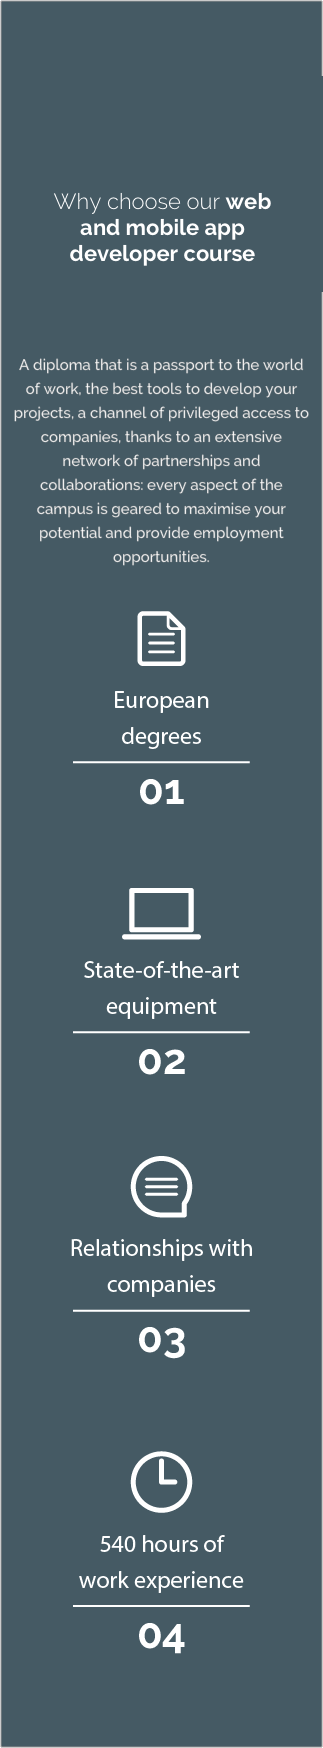 Why choose our web
and mobile app
developer course
A diploma that is a passport to the world
of work, the best tools to develop your
projects, a channel of privileged access to
companies, thanks to an extensive
network of partnerships and
collaborations: every aspect of the
campus is geared to maximise your
potential and provide employment
opportunities.
European
degrees
01
State-of-the-art
equipment
02
Relationships with
companies
03
540 hours of
work experience
04